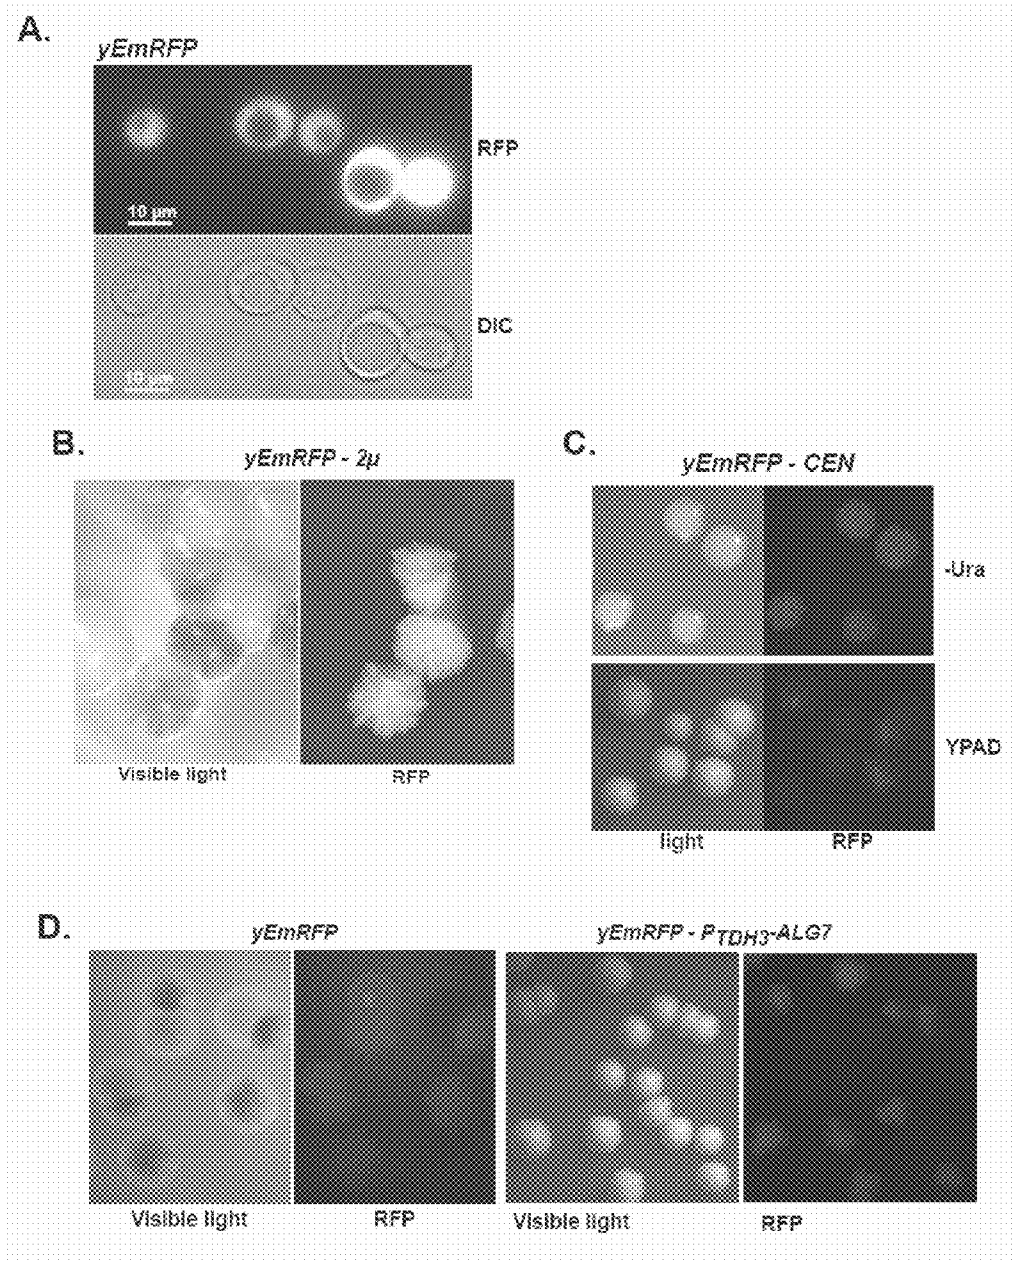 A.
yEmRFP
RFP
10 µm
DIC
10 µm
B.
yEmRFP - 2µ
Visible light
RFP
C.
yEmRFP - CEN
-Ura
YPAD
light
RFP
D.
yEmRFP
yEmRFP - PTDH3-ALG7
Visible light
RFP
Visible light
RFP